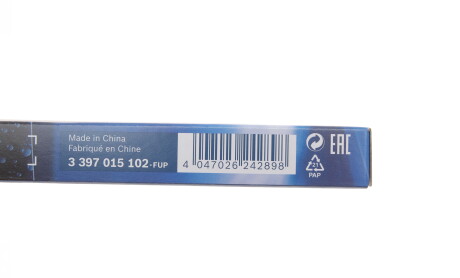 Made in China
Fabriqué en Chine
3 397 015 102-FUP
4 047026 242898
EAC
21
PAP